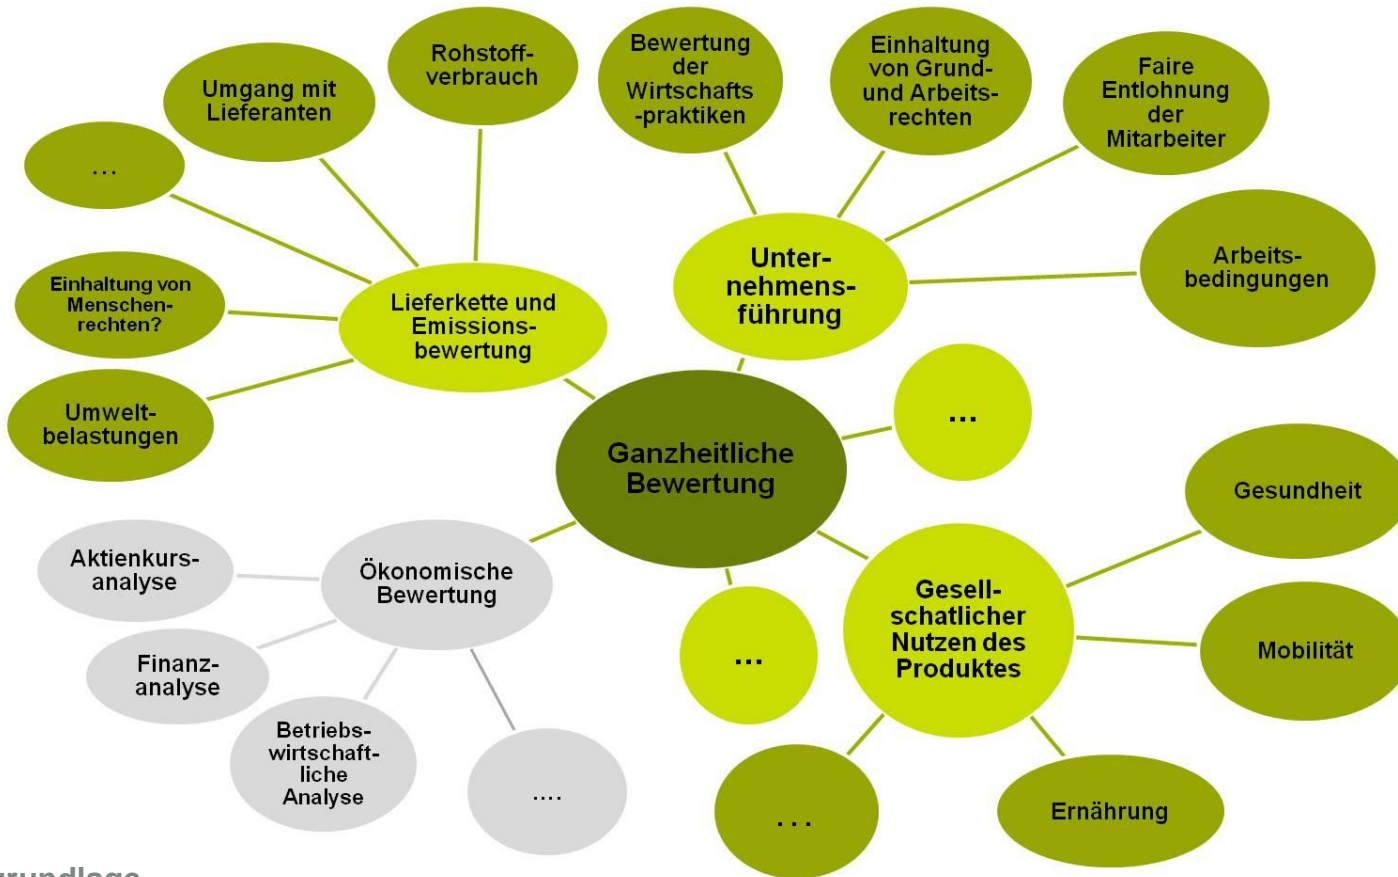 Rohstoff-
verbrauch
Umgang mit
Lieferanten
...
Einhaltung von
Menschen-
rechten?
Umwelt-
belastungen
Lieferkette und
Emissions-
bewertung
Bewertung
der
Wirtschafts
-praktiken
Einhaltung
von Grund-
und Arbeits-
rechten
Faire
Entlohnung
der
Mitarbeiter
Arbeits-
bedingungen
Unter-
nehmens-
führung
...
Ganzheitliche
Bewertung
Gesundheit
Mobilität
Ernährung
...
Gesell-
schatlicher
Nutzen des
Produktes
...
Ökonomische
Bewertung
Aktienkurs-
analyse
Finanz-
analyse
Betriebs-
wirtschaft-
liche
Analyse
....